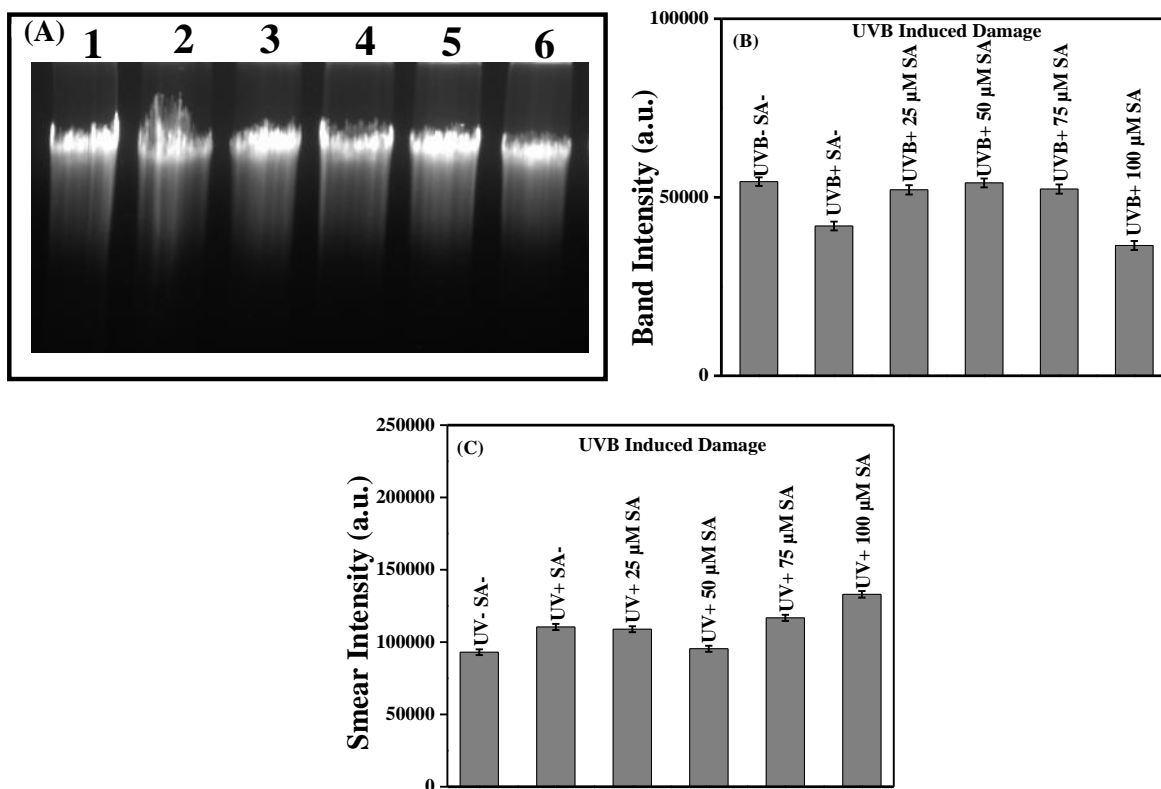 (A)
1 2 3 4 5 6
(B)
UVB Induced Damage
Band Intensity (a.u.)
100000
50000
0
UVB- SA-
UVB+ SA-
UVB+ 25 µM SA
UVB+ 50 µM SA
UVB+ 75 µM SA
UVB+ 100 µM SA
(C)
UVB Induced Damage
Smear Intensity (a.u.)
250000
200000
150000
100000
50000
0
UV- SA-
UV+ SA-
UV+ 25 µM SA
UV+ 50 µM SA
UV+ 75 µM SA
UV+ 100 µM SA